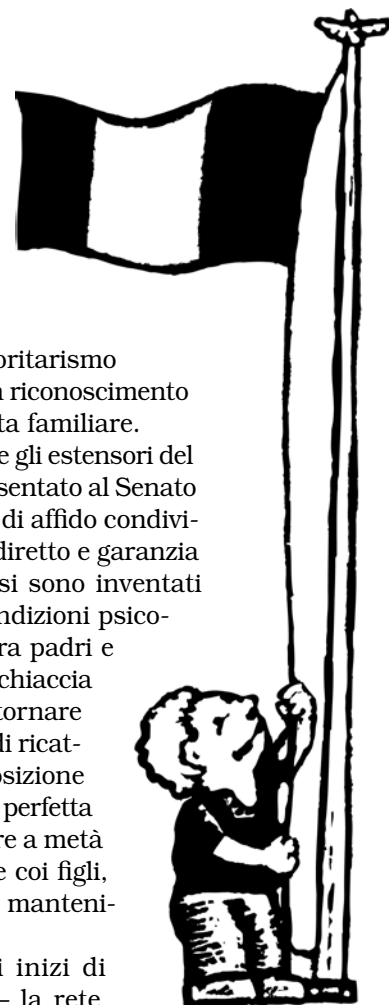 oritarismo
n riconoscimento
ta familiare.
e gli estensori del
sentato al Senato
di affido condivi-
diretto e garanzia
si sono inventati
ndizioni psico-
ra padri e
chiaccia
tornare
di ricat-
osizione
perfetta
re a metà
e coi figli,
manteni-
i inizi di
– la rete